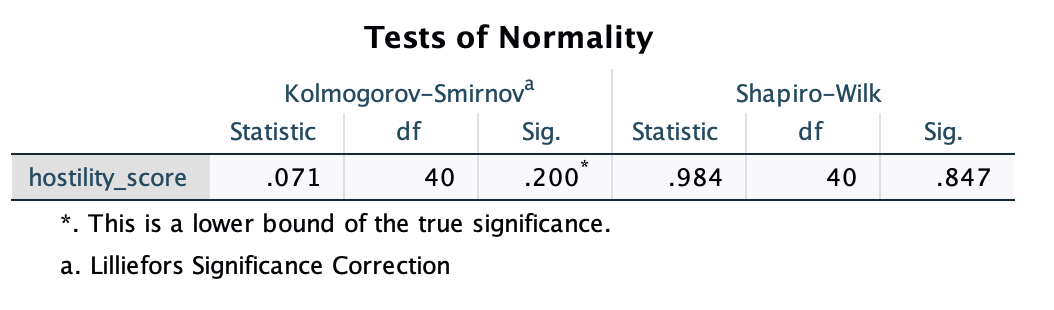 Tests of Normality
Kolmogorov-Smirnovᵃ Shapiro-Wilk
Statistic df Sig. Statistic df Sig.
hostility_score .071 40 .200* .984 40 .847
*. This is a lower bound of the true significance.
a. Lilliefors Significance Correction